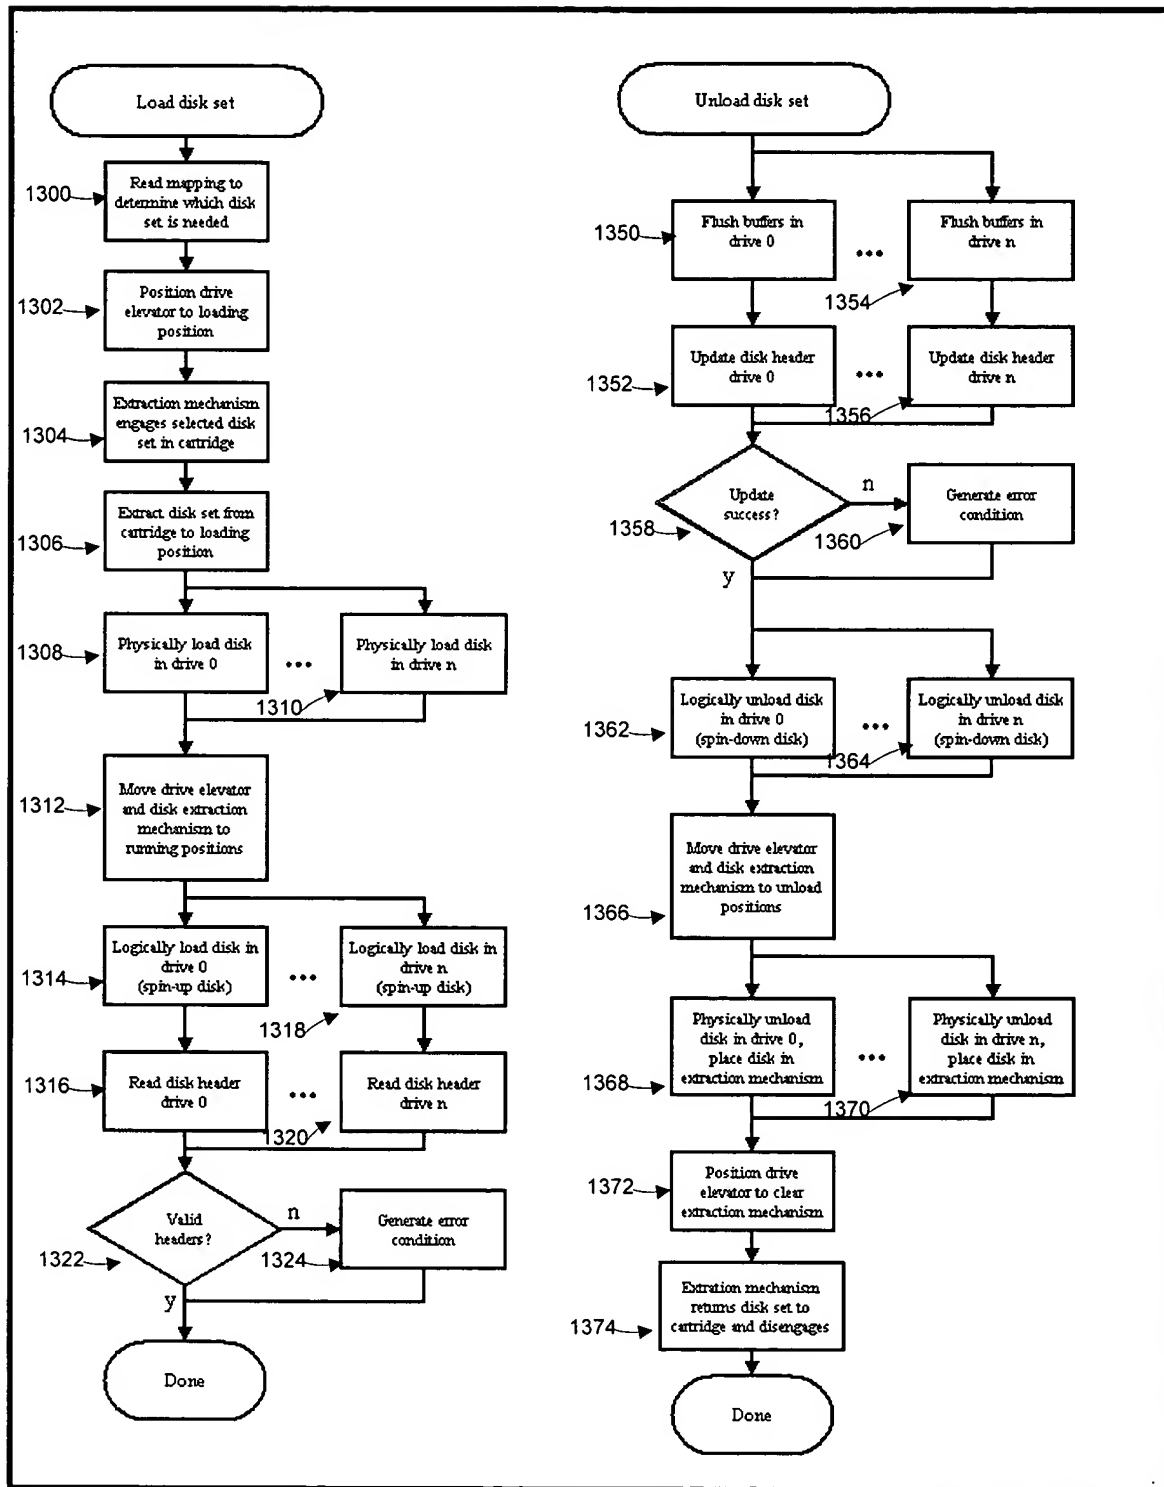 Load disk set
1300
Read mapping to
determine which disk
set is needed
1302
Position drive
elevator to loading
position
1304
Extraction mechanism
engages selected disk
set in cartridge
1306
Extract disk set from
cartridge to loading
position
1308
Physically load disk
in drive 0
...
Physically load disk
in drive n
1310
1312
Move drive elevator
and disk extraction
mechanism to
running positions
1314
Logically load disk in
drive 0
(spin-up disk)
...
Logically load disk in
drive n
(spin-up disk)
1318
1316
Read disk header
drive 0
...
Read disk header
drive n
1320
Valid
headers?
1322
n
Generate error
condition
1324
y
Done
Unload disk set
1350
Flush buffers in
drive 0
...
Flush buffers in
drive n
1354
1352
Update disk header
drive 0
...
Update disk header
drive n
1356
Update
success?
1358
n
Generate error
condition
1360
y
1362
Logically unload disk
in drive 0
(spin-down disk)
...
Logically unload disk
in drive n
(spin-down disk)
1364
1366
Move drive elevator
and disk extraction
mechanism to unload
positions
1368
Physically unload
disk in drive 0,
place disk in
extraction mechanism
...
Physically unload
disk in drive n,
place disk in
extraction mechanism
1370
1372
Position drive
elevator to clear
extraction mechanism
1374
Extration mechanism
returns disk set to
cartridge and disengages
Done